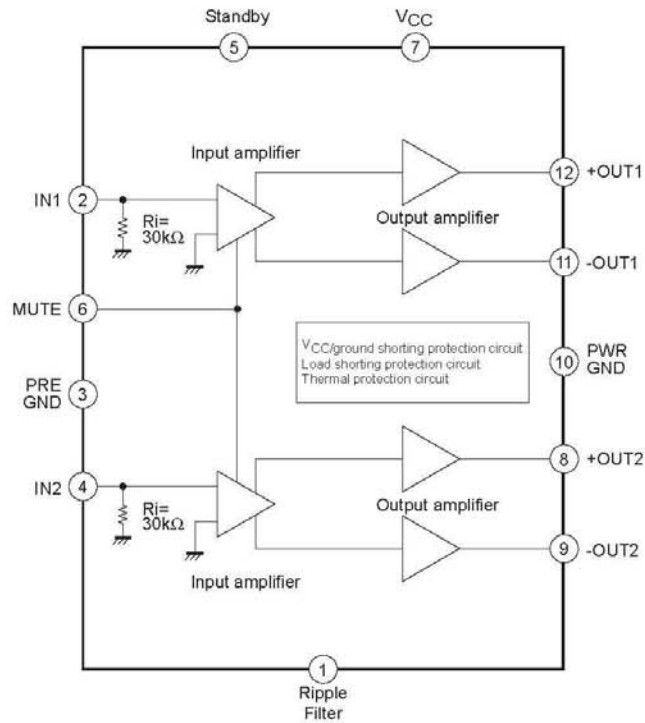 Standby
VCC
5
7
Input amplifier
IN1
2
Ri=
30kΩ
12
+OUT1
Output amplifier
11
-OUT1
MUTE
6
VCC/ground shorting protection circuit
Load shorting protection circuit
Thermal protection circuit
10
PWR
GND
PRE
GND
3
8
+OUT2
IN2
4
Ri=
30kΩ
Output amplifier
9
-OUT2
Input amplifier
1
Ripple
Filter